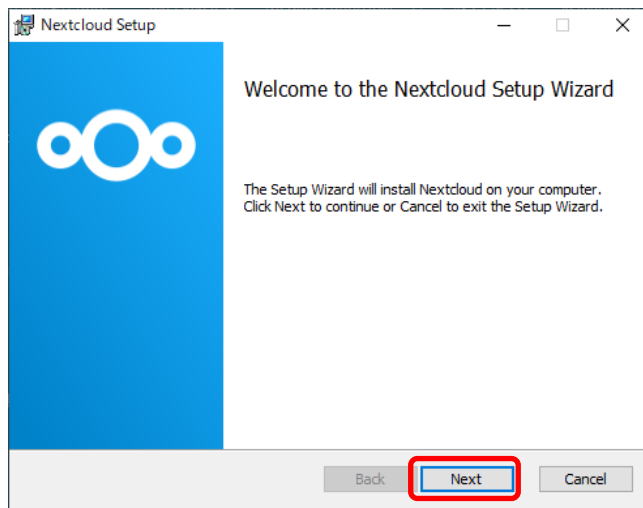 Nextcloud Setup
Welcome to the Nextcloud Setup Wizard
The Setup Wizard will install Nextcloud on your computer.
Click Next to continue or Cancel to exit the Setup Wizard.
Back Next Cancel